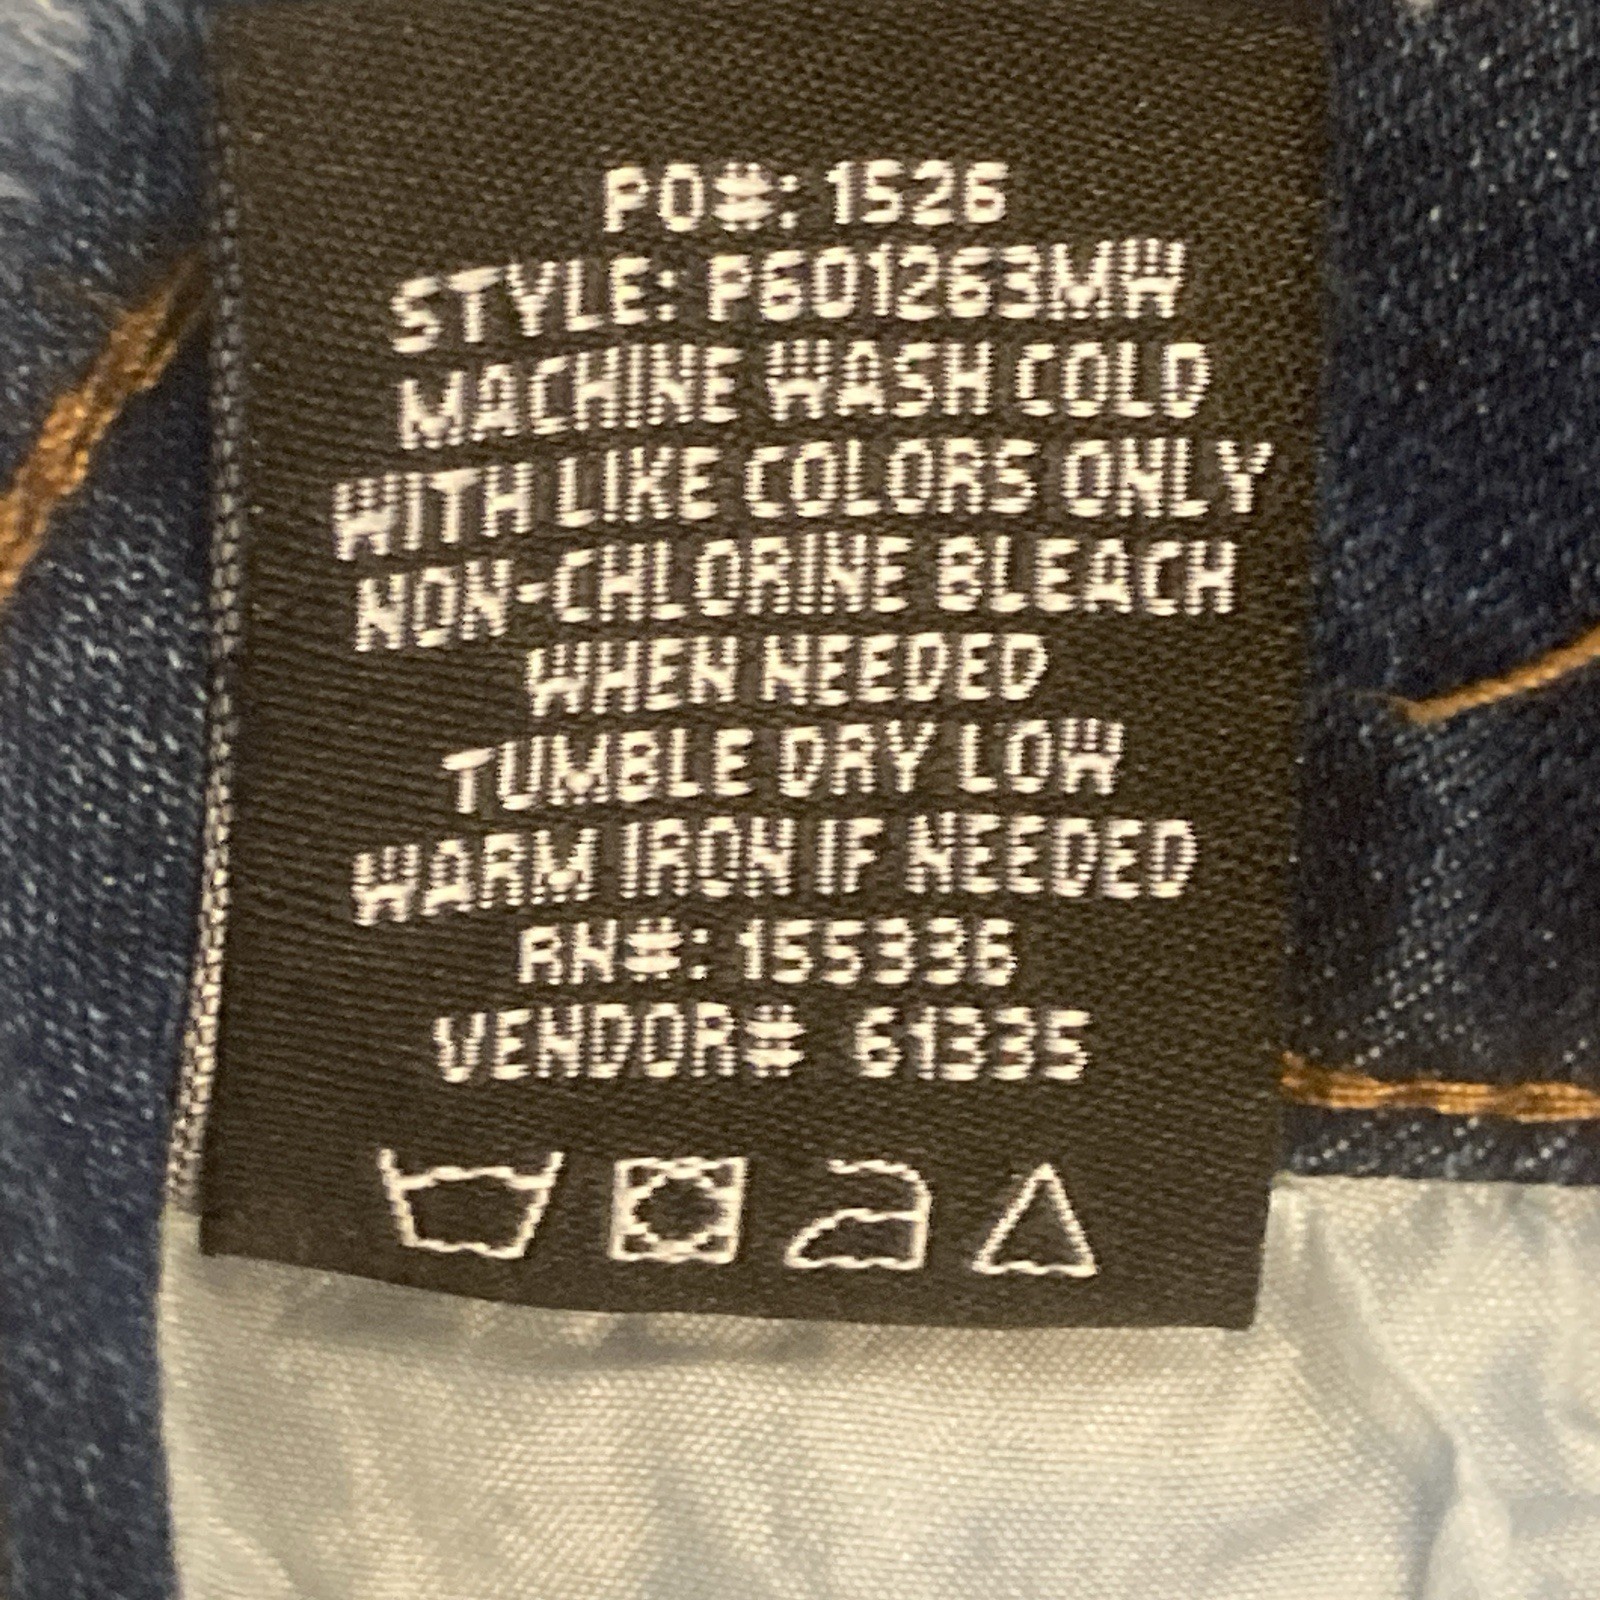 PO#: 1526
STYLE: P601263MW
MACHINE WASH COLD
WITH LIKE COLORS ONLY
NON-CHLORINE BLEACH
WHEN NEEDED
TUMBLE DRY LOW
WARM IRON IF NEEDED
RN#: 155336
VENDOR# 61335